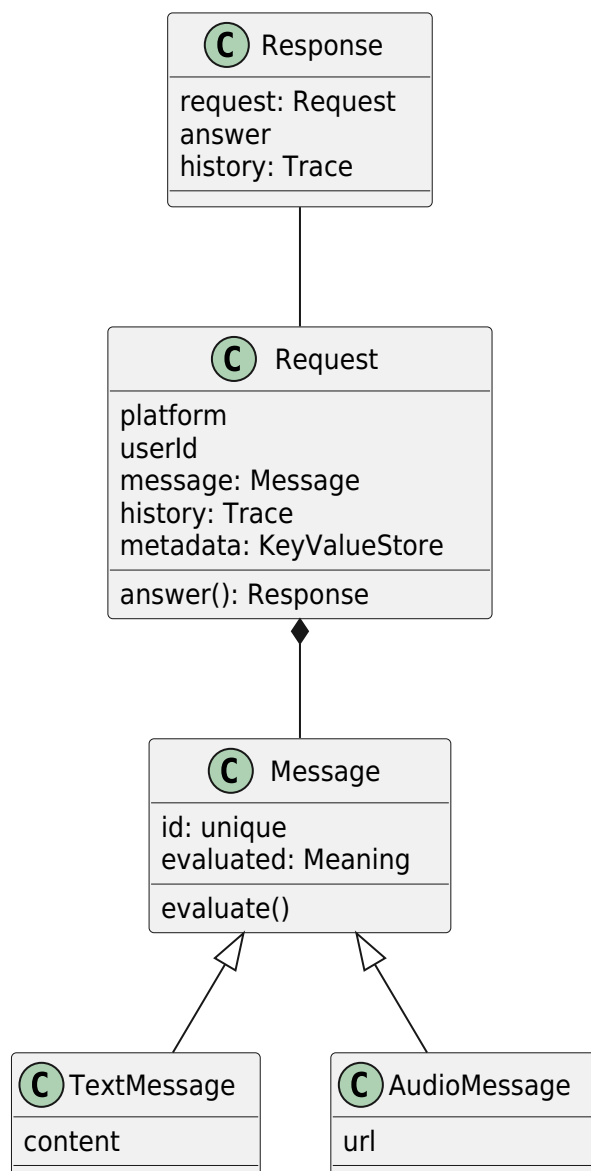 C Response
request: Request
answer
history: Trace
C Request
platform
userId
message: Message
history: Trace
metadata: KeyValueStore
answer(): Response
C Message
id: unique
evaluated: Meaning
evaluate()
C TextMessage
content
C AudioMessage
url